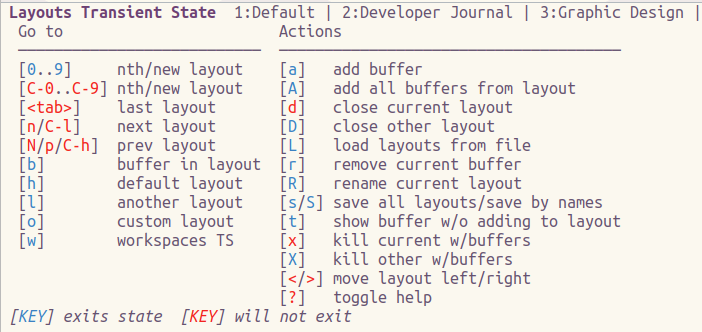 Layouts Transient State  1:Default | 2:Developer Journal | 3:Graphic Design |
Go to                        Actions
[0..9]     nth/new layout    [a]   add buffer
[C-0..C-9] nth/new layout    [A]   add all buffers from layout
[<tab>]    last layout       [d]   close current layout
[n/C-l]    next layout       [D]   close other layout
[N/p/C-h]  prev layout       [L]   load layouts from file
[b]        buffer in layout  [r]   remove current buffer
[h]        default layout    [R]   rename current layout
[l]        another layout    [s/S] save all layouts/save by names
[o]        custom layout     [t]   show buffer w/o adding to layout
[w]        workspaces TS     [x]   kill current w/buffers
[X]   kill other w/buffers
[</>] move layout left/right
[?]   toggle help
[KEY] exits state  [KEY] will not exit